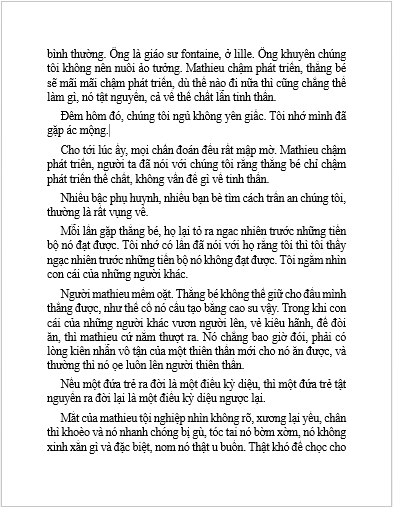 bình thường. Ông là giáo sư fontaine, ở lille. Ông khuyên chúng
tôi không nên nuôi ảo tưởng. Mathieu chậm phát triển, thằng bé
sẽ mãi mãi chậm phát triển, dù thế nào đi nữa thì cũng chẳng thể
làm gì, nó tật nguyền, cả về thể chất lẫn tinh thần.
Đêm hôm đó, chúng tôi ngủ không yên giấc. Tôi nhớ mình đã
gặp ác mộng.
Cho tới lúc ấy, mọi chẩn đoán đều rất mập mờ. Mathieu chậm
phát triển, người ta đã nói với chúng tôi rằng thằng bé chỉ chậm
phát triển thể chất, không vấn đề gì về tinh thần.
Nhiều bậc phụ huynh, nhiều bạn bè tìm cách trấn an chúng tôi,
thường là rất vụng về.
Mỗi lần gặp thằng bé, họ lại tỏ ra ngạc nhiên trước những tiến
bộ nó đạt được. Tôi nhớ có lần đã nói với họ rằng tôi thì tôi thấy
ngạc nhiên trước những tiến bộ nó không đạt được. Tôi ngắm nhìn
con cái của những người khác.
Người mathieu mềm oặt. Thằng bé không thể giữ cho đầu mình
thẳng được, như thể cổ nó cấu tạo bằng cao su vậy. Trong khi con
cái của những người khác vươn người lên, vẻ kiêu hãnh, để đòi
ăn, thì mathieu cứ nằm thượt ra. Nó chẳng bao giờ đói, phải có
lòng kiên nhẫn vô tận của một thiên thần mới cho nó ăn được, và
thường thì nó ọe luôn lên người thiên thần.
Nếu một đứa trẻ ra đời là một điều kỳ diệu, thì một đứa trẻ tật
nguyền ra đời lại là một điều kỳ diệu ngược lại.
Mắt của mathieu tội nghiệp nhìn không rõ, xương lại yếu, chân
thì khoèo và nó nhanh chóng bị gù, tóc tai nó bờm xờm, nó không
xinh xắn gì và đặc biệt, nom nó thật u buồn. Thật khó để chọc cho